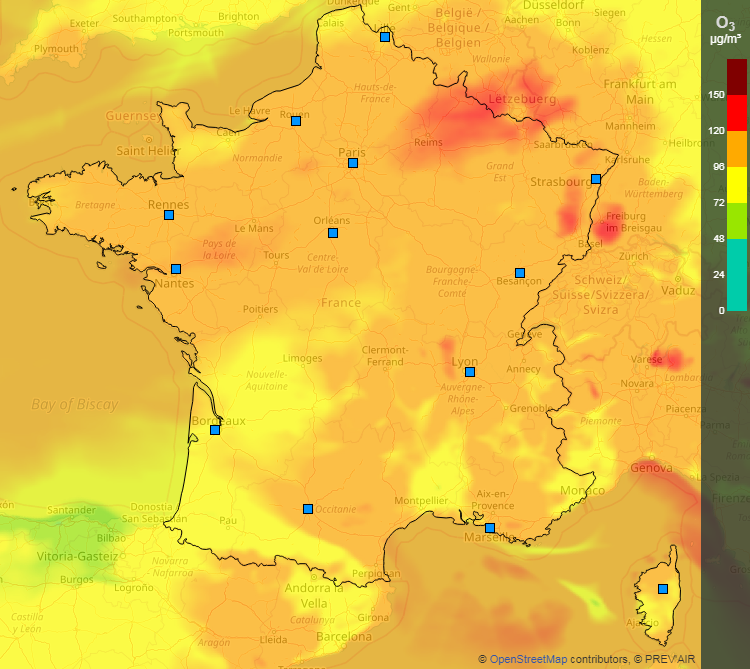 Dunkerque
Gent
Düsseldorf
Exeter
Southampton
Brighton
Calais
België /
Belgique /
Belgien
Aachen
Bonn
Siegen
Portsmouth
Lille
Plymouth
Koblenz
Hessen
Wallonie
O₃
µg/m³
Hauts-de-
France
Letzebuerg
Frankfurt am
Main
150
Le Havre
Rouen
Guernsey
Caen
Mannheim
120
Reims
Saint Helier
Paris
Saarbrücken
Heilbronn
Normandie
Karlsruhe
96
Grand
Est
Strasbourg
Baden-
Württemberg
72
Bretagne
Rennes
Orléans
Freiburg
im Breisgau
Le Mans
48
Pays de
la Loire
Tours
Centre-
Val de Loire
Basel
Zürich
24
Nantes
Bourgogne-
Franche-
Comté
Besançon
Schweiz/
Suisse/Svizzera/
Svizra
Vaduz
0
Poitiers
France
Genève
Limoges
Clermont-
Ferrand
Lyon
Annecy
Varese
Nouvelle-
Aquitaine
Auvergne-
Rhône-
Alpes
Novara
Lombardia
Bay of Biscay
Grenoble
Piacenza
Bordeaux
Piemonte
Parma
Genova
La Spezia
Monaco
Firenze
Santander
Donostia
San Sebastián
Montpellier
Aix-en-
Provence
Occitanie
Pau
Bilbao
Marseille
Vitoria-Gasteiz
Navarra
Nafarroa
Perpignan
Burgos
Logroño
Andorra la
Vella
Castilla
y León
Girona
Catalunya
Ajaccio
Aragón
Lleida
Barcelona
Tarragona
© OpenStreetMap contributors, © PREV'AIR